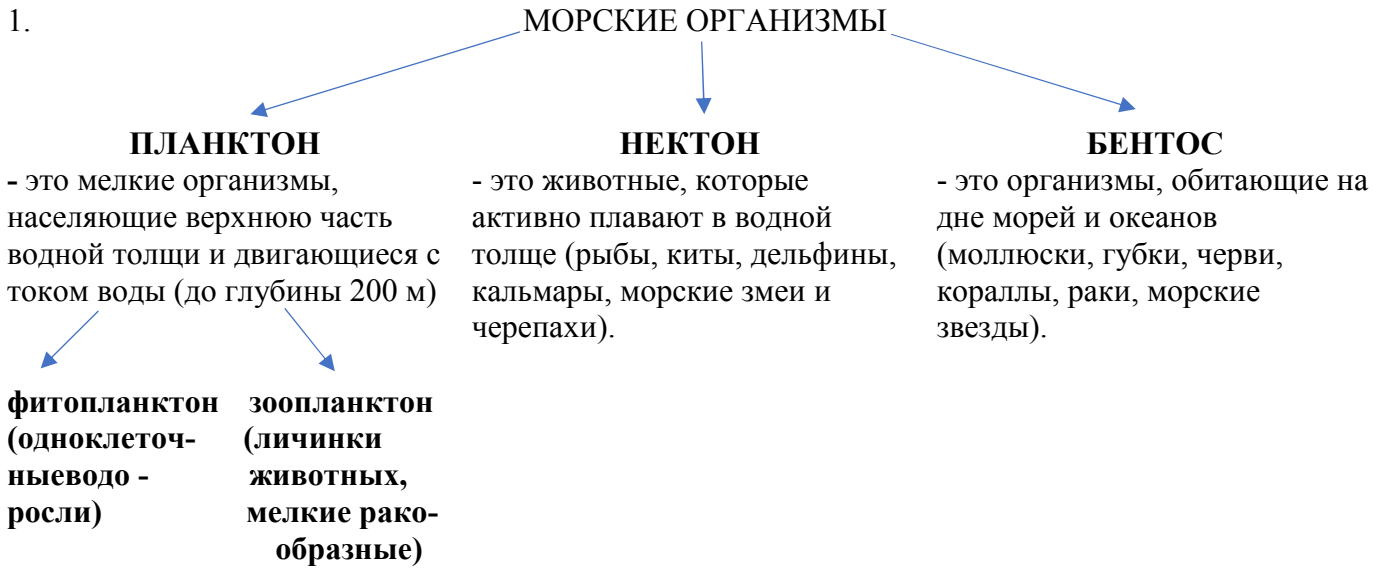 1. МОРСКИЕ ОРГАНИЗМЫ
ПЛАНКТОН
- это мелкие организмы,
населяющие верхнюю часть
водной толщи и двигающиеся с
током воды (до глубины 200 м)
НЕКТОН
- это животные, которые
активно плавают в водной
толще (рыбы, киты, дельфины,
кальмары, морские змеи и
черепахи).
БЕНТОС
- это организмы, обитающие на
дне морей и океанов
(моллюски, губки, черви,
кораллы, раки, морские
звезды).
фитопланктон
(одноклеточ-
ныеводо -
росли)
зоопланктон
(личинки
животных,
мелкие рако-
образные)